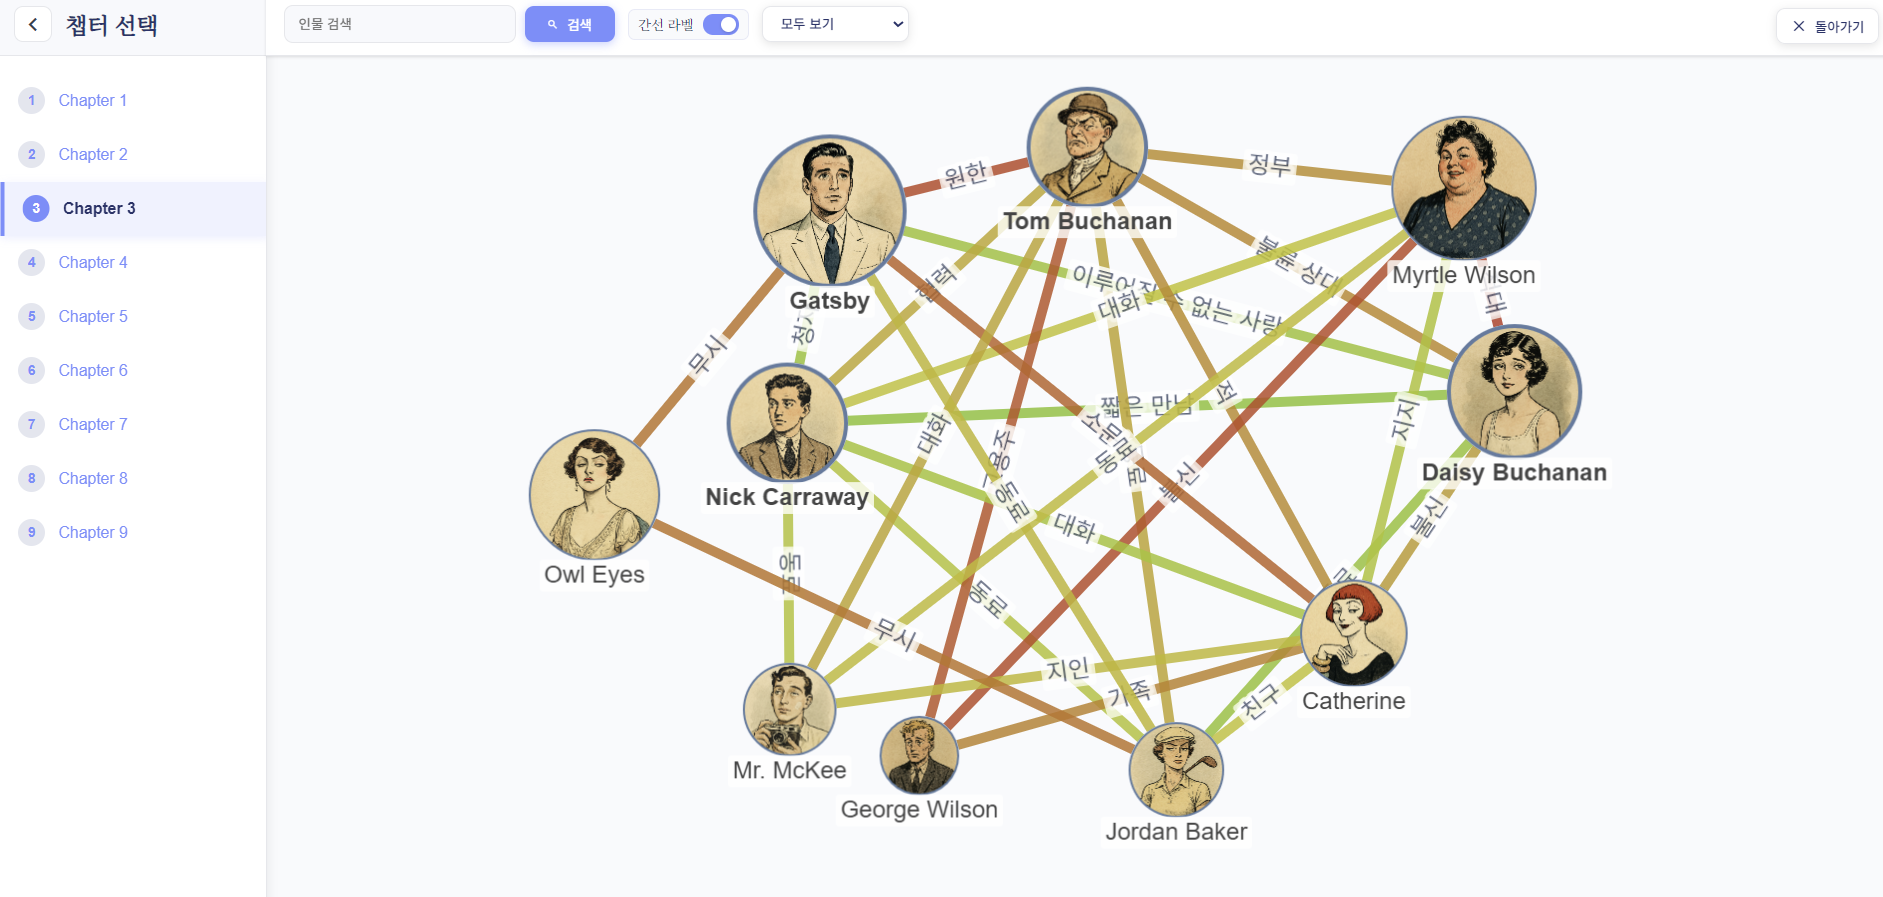 챕터 선택
인물 검색
검색
간선 라벨
모두 보기
돌아가기
1 Chapter 1
2 Chapter 2
3 Chapter 3
4 Chapter 4
5 Chapter 5
6 Chapter 6
7 Chapter 7
8 Chapter 8
9 Chapter 9
원한
정부
Tom Buchanan
불륜 상대
Myrtle Wilson
Gatsby
이루어질 수 없는 사랑
대화
무시
짧은 만남
지지
대화
Daisy Buchanan
Nick Carraway
불신
불신
대화
Owl Eyes
동료
무시
지인
가족
친구
Catherine
Mr. McKee
George Wilson
Jordan Baker